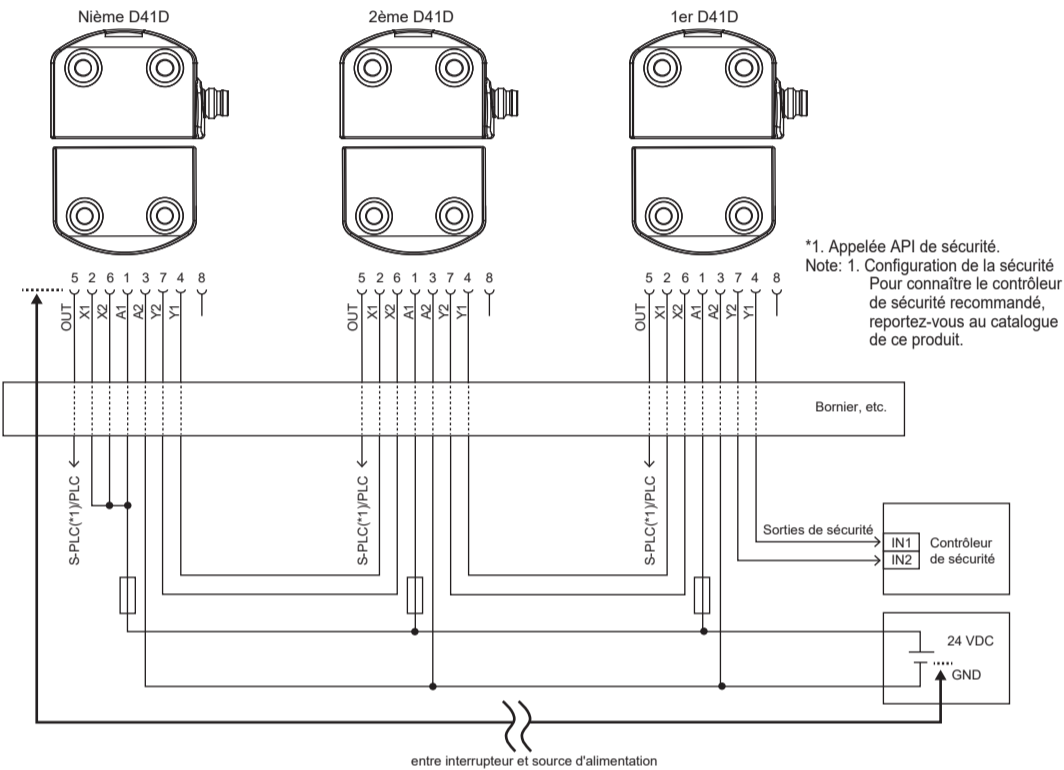 Nième D41D
2ème D41D
1er D41D
*1. Appelée API de sécurité.
Note: 1. Configuration de la sécurité
Pour connaître le contrôleur
de sécurité recommandé,
reportez-vous au catalogue
de ce produit.
5 2 6 1 3 7 4 8
OUT X1 X2 A1 A2 Y2 Y1
5 2 6 1 3 7 4 8
OUT X1 X2 A1 A2 Y2 Y1
5 2 6 1 3 7 4 8
OUT X1 X2 A1 A2 Y2 Y1
Bornier, etc.
S-PLC(*1)/PLC
S-PLC(*1)/PLC
S-PLC(*1)/PLC
Sorties de sécurité
IN1
IN2
Contrôleur
de sécurité
24 VDC
GND
entre interrupteur et source d'alimentation